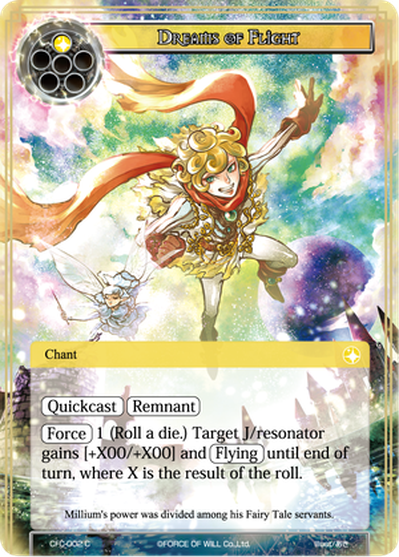 Dreams of Flight
Chant
Quickcast Remnant
Force 1 (Roll a die.) Target J/resonator
gains [+X00/+X00] and Flying until end of
turn, where X is the result of the roll.
Millium's power was divided among his Fairy Tale servants.
CFC-002 C ©FORCE OF WILL Co.,Ltd.